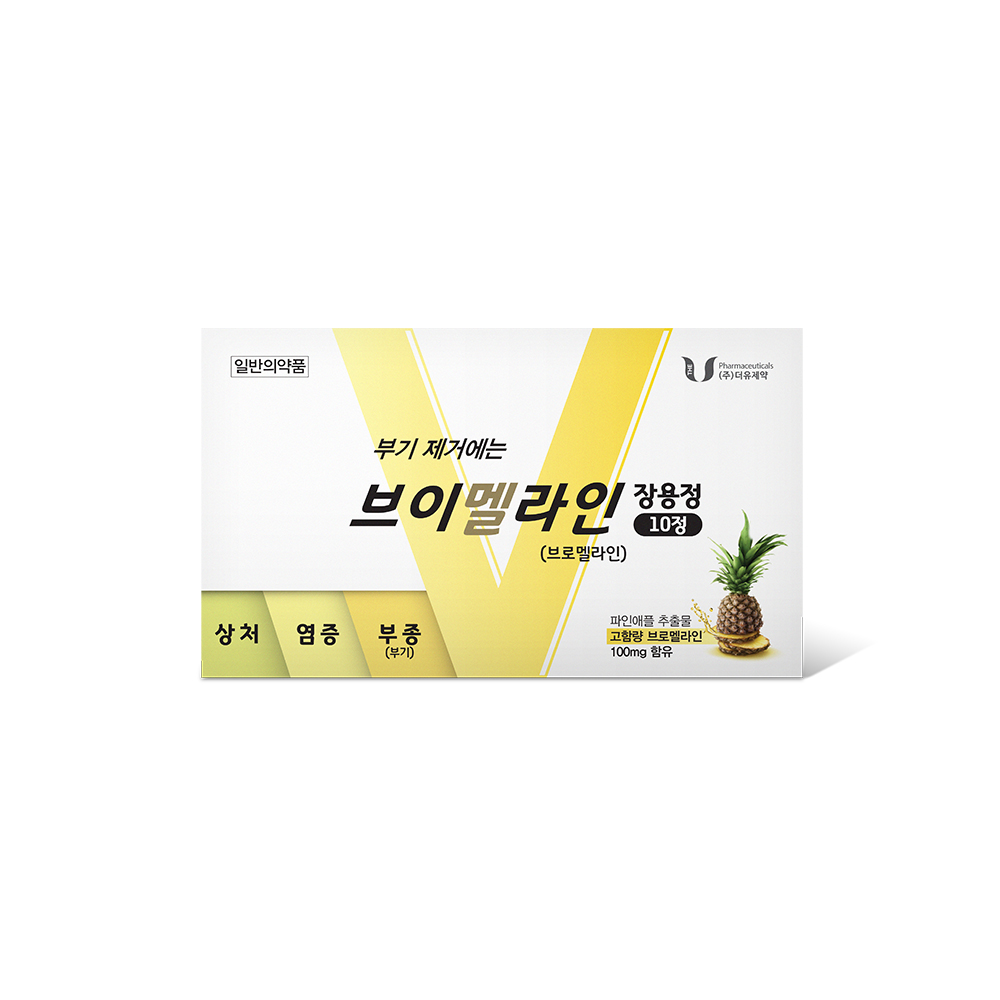 일반의약품
THE U
Pharmaceuticals
(주)더유제약
부기 제거에는
브이멜라인 장용정
10정
(브로멜라인)
상처 염증 부종
(부기)
파인애플 추출물
고함량 브로멜라인
100mg 함유